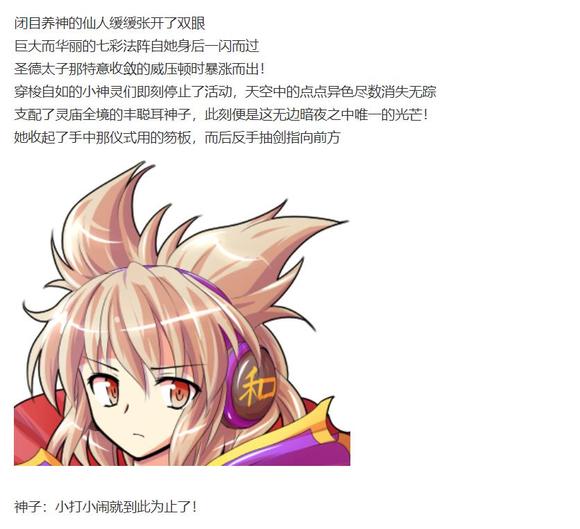 闭目养神的仙人缓缓张开了双眼
巨大而华丽的七彩法阵自她身后一闪而过
圣德太子那特意收敛的威压顿时暴涨而出！
穿梭自如的小神灵们即刻停止了活动，天空中的点点异色尽数消失无踪
支配了灵庙全境的丰聪耳神子，此刻便是这无边暗夜之中唯一的光芒！
她收起了手中那仪式用的笏板，而后反手抽剑指向前方
和
神子：小打小闹就到此为止了！